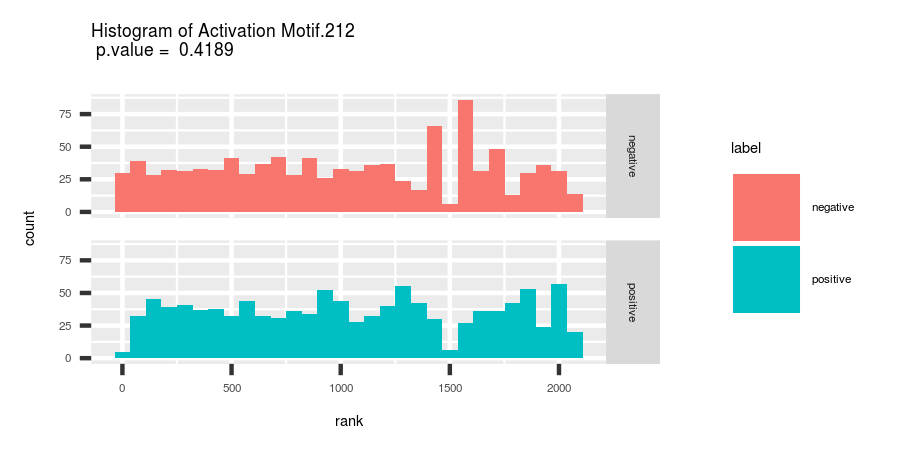 Histogram of Activation Motif.212
p.value = 0.4189
count
75
50
25
0
negative
75
50
25
0
positive
0 500 1000 1500 2000
rank
label
negative
positive